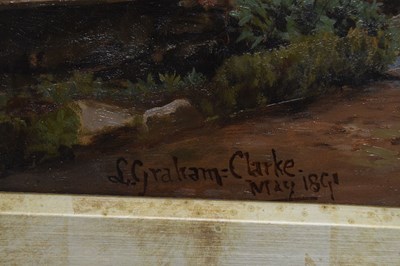 L. Graham=Clarke.
May 1891